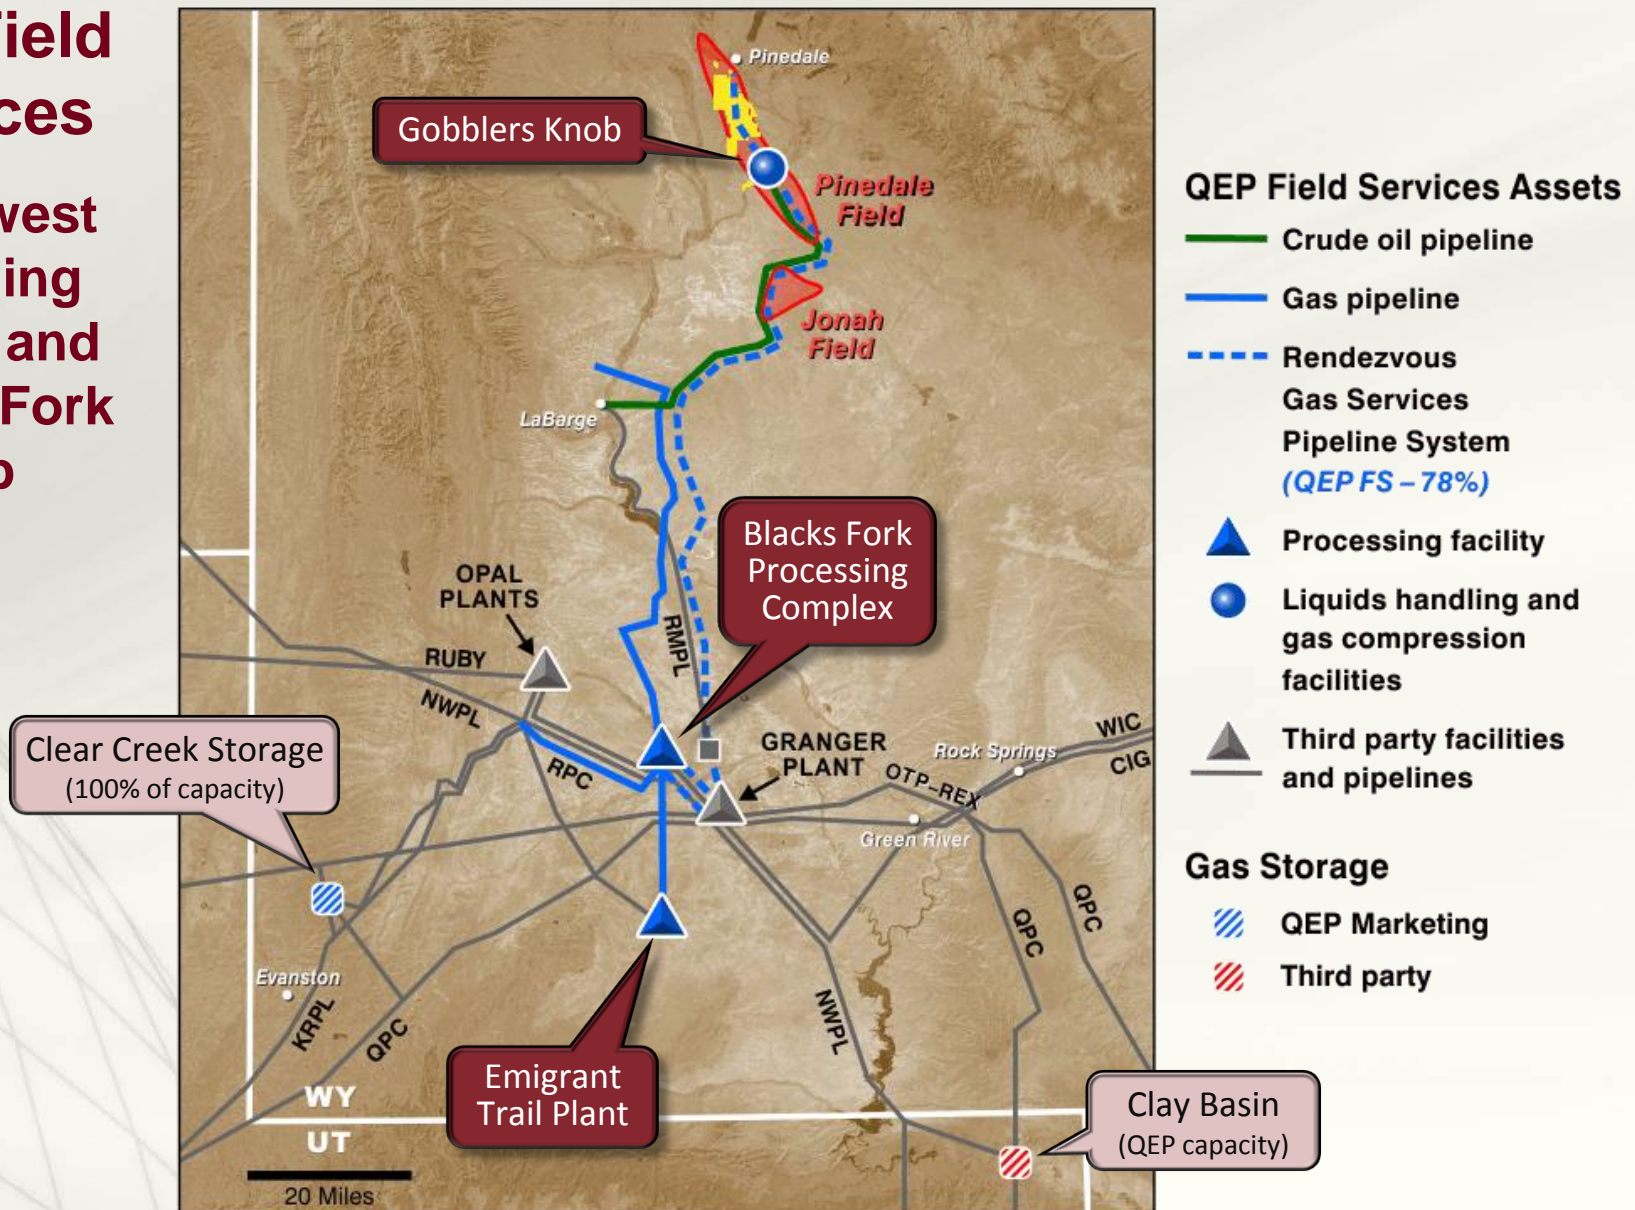 Field
ces
west
ing
and
Fork
p
Pinedale
Gobblers Knob
Pinedale
Field
Jonah
Field
LaBarge
Blacks Fork
Processing
Complex
OPAL
PLANTS
RMPL
RUBY
NWPL
Clear Creek Storage
(100% of capacity)
RPC
GRANGER
PLANT
Rock Springs
WIC
CIG
OTP-REX
Green River
QPC
QPC
Evanston
KRPL
QPC
NWPL
Emigrant
Trail Plant
WY
UT
20 Miles
Clay Basin
(QEP capacity)
QEP Field Services Assets
Crude oil pipeline
Gas pipeline
Rendezvous
Gas Services
Pipeline System
(QEP FS – 78%)
Processing facility
Liquids handling and
gas compression
facilities
Third party facilities
and pipelines
Gas Storage
QEP Marketing
Third party